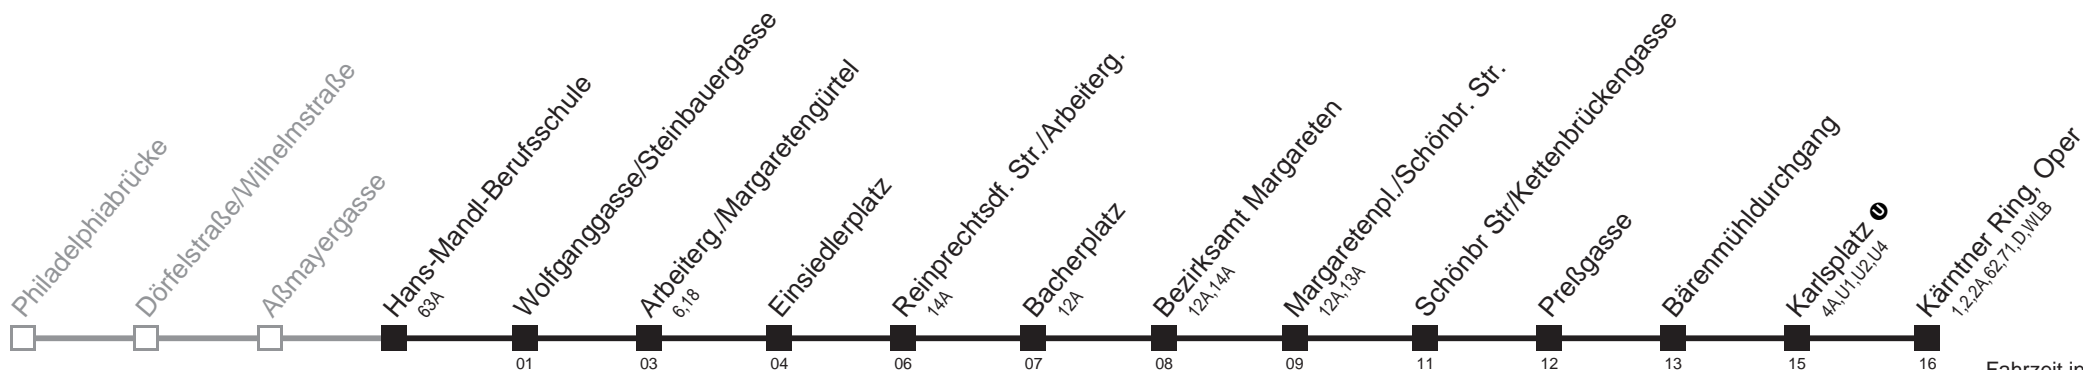 Philadelphiabrücke
Dörfelstraße/Wilhelmstraße
Aßmayergasse
Hans-Mandl-Berufsschule
63A
Wolfganggasse/Steinbauergasse
Arbeiterg./Margaretengürtel
6,18
Einsiedlerplatz
Reinprechtsdf. Str./Arbeiterg.
14A
Bacherplatz
12A
Bezirksamt Margareten
12A,14A
Margaretenpl./Schönbr. Str.
12A,13A
Schönbr Str/Kettenbrückengasse
Preßgasse
Bärenmühldurchgang
Karlsplatz U
4A,U1,U2,U4
Kärntner Ring, Oper
1,2,2A,62,71,D,WLB
01 03 04 06 07 08 09 11 12 13 15 16
Fahrzeit in